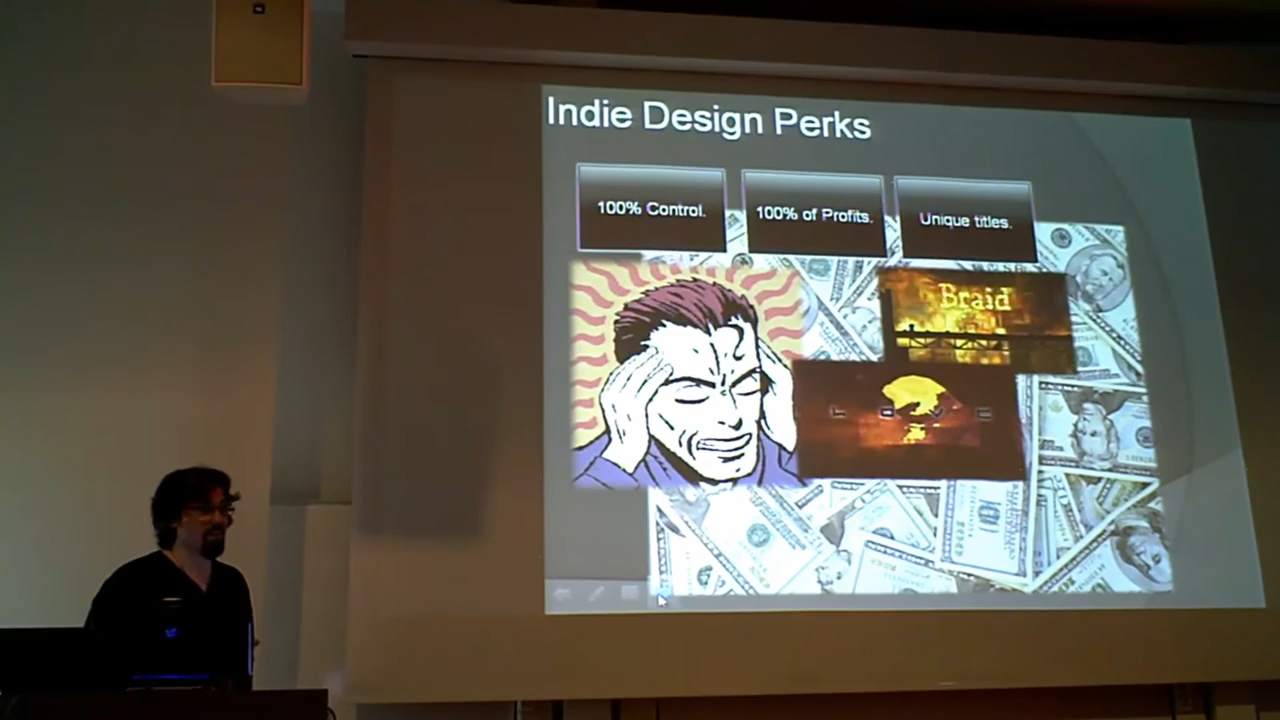 Indie Design Perks
100% Control.
100% of Profits.
Unique titles.
Braid
L O V E